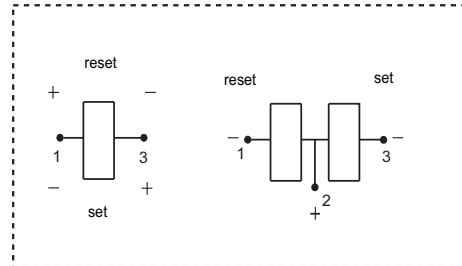 reset
+ −
1 3
− +
set
reset set
− −
1 3
2
+